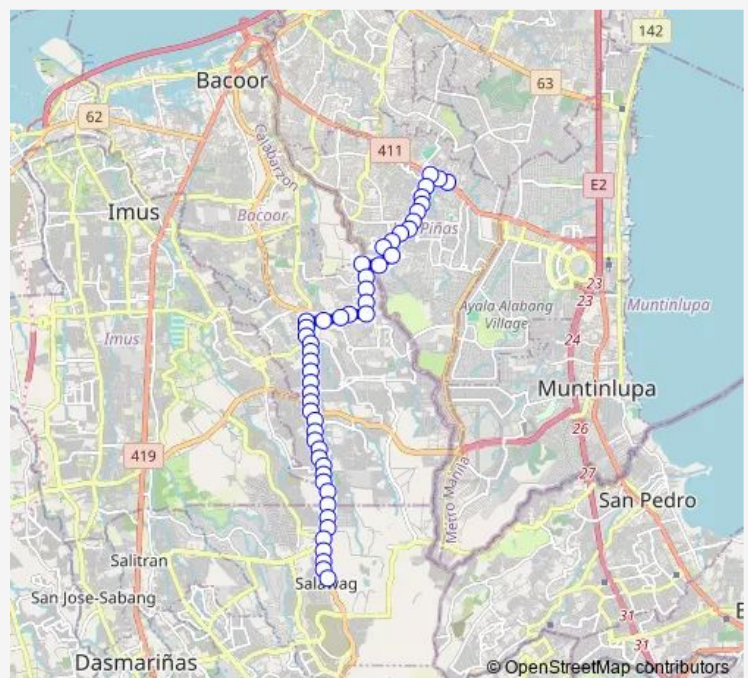 142
Bacoor
63
62
Calabarzon
411
E2
Imus
Bacoor
Piñas
23
23
Ayala Alabang
Village
Muntinlupa
Imus
24
Muntinlupa
26
419
27
Metro Manila
San Pedro
Salitran
Salawag
San Jose-Sabang
31
31
Dasmariñas
© OpenStreetMap contributors